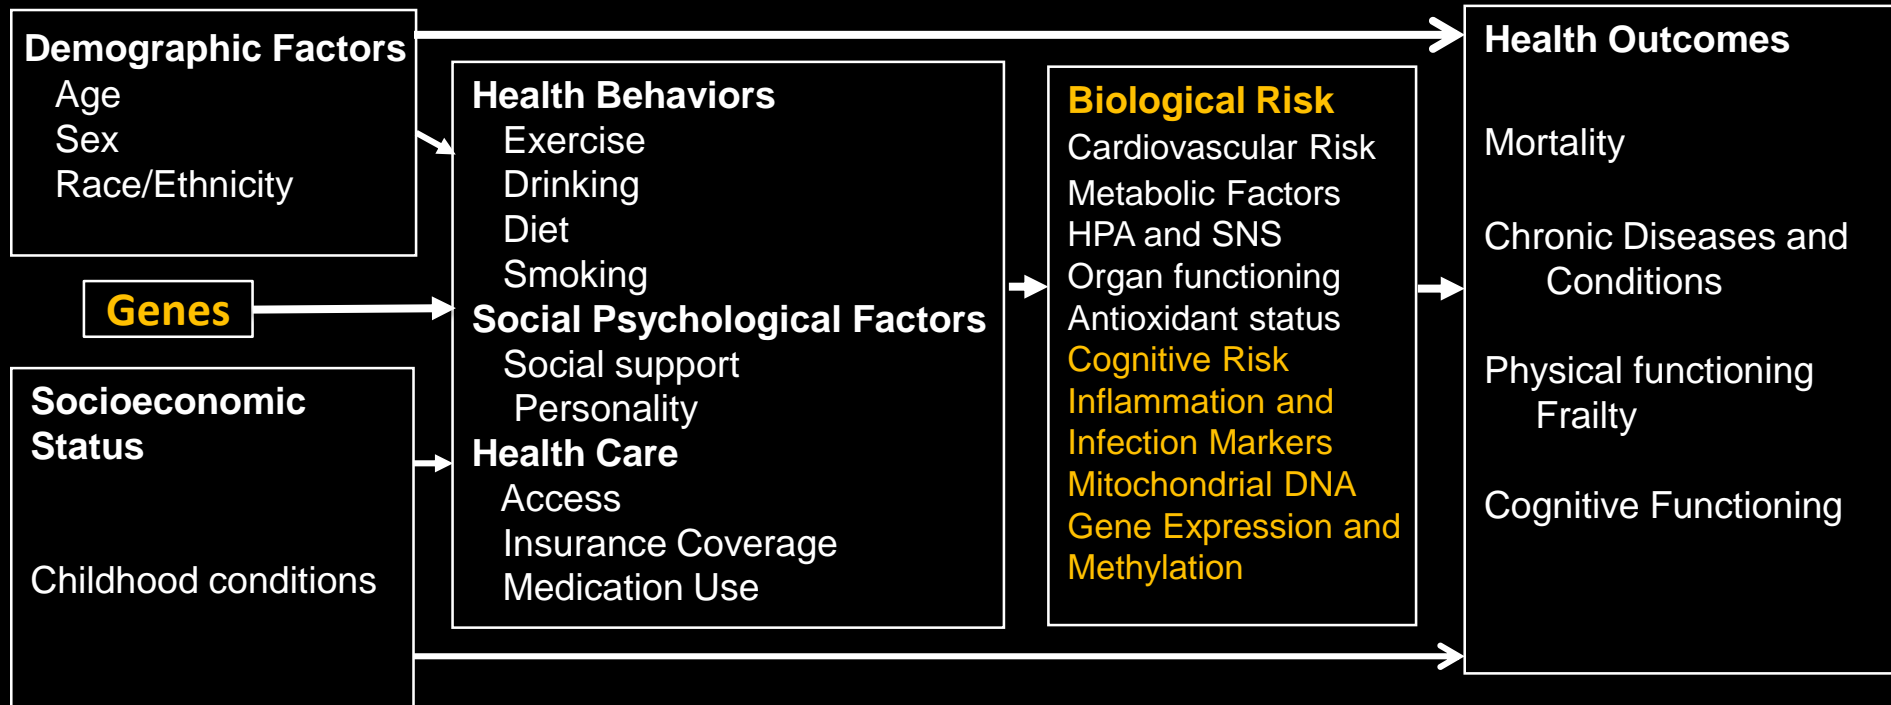 Demographic Factors
Age
Sex
Race/Ethnicity
Genes
Socioeconomic
Status
Childhood conditions
Health Behaviors
Exercise
Drinking
Diet
Smoking
Social Psychological Factors
Social support
Personality
Health Care
Access
Insurance Coverage
Medication Use
Biological Risk
Cardiovascular Risk
Metabolic Factors
HPA and SNS
Organ functioning
Antioxidant status
Cognitive Risk
Inflammation and
Infection Markers
Mitochondrial DNA
Gene Expression and
Methylation
Health Outcomes
Mortality
Chronic Diseases and
Conditions
Physical functioning
Frailty
Cognitive Functioning